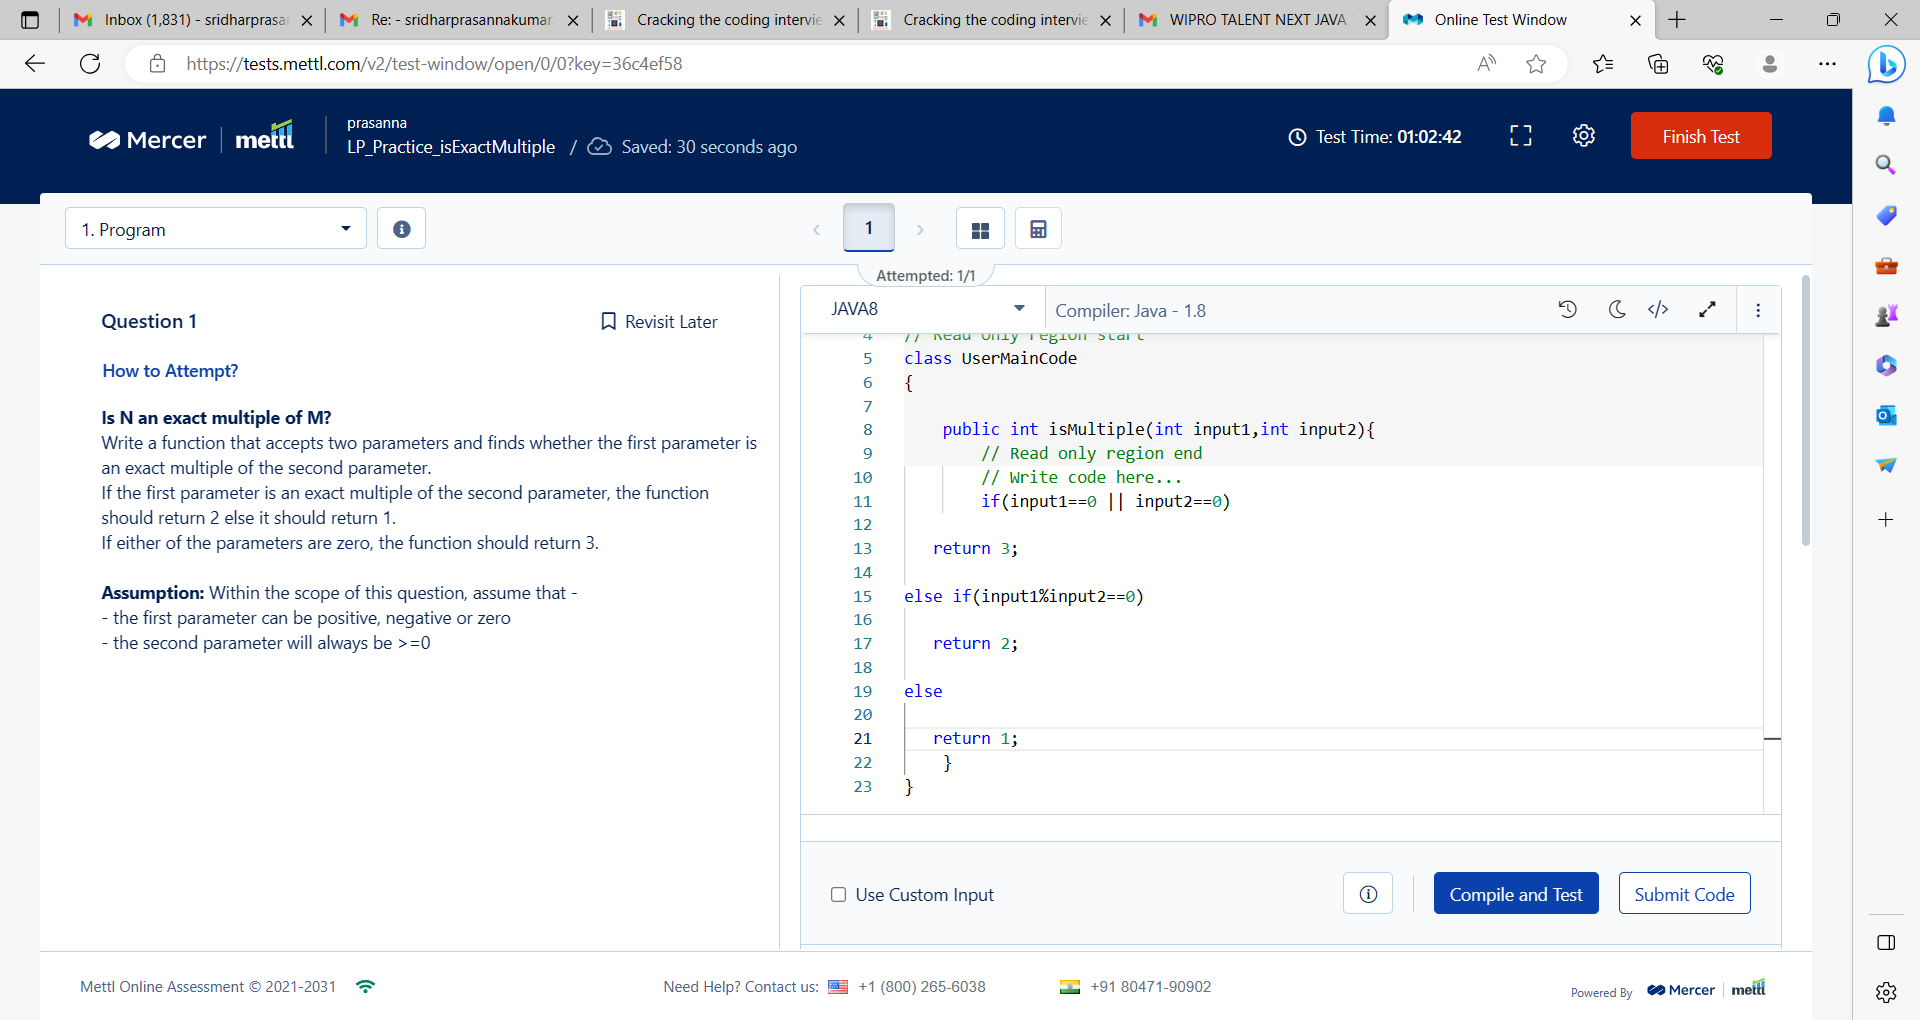 Inbox (1,831) - sridharprasa
Re: - sridharprasannakumar.
Cracking the coding intervie
Cracking the coding intervie
WIPRO TALENT NEXT JAVA
Online Test Window
https://tests.mettl.com/v2/test-window/open/0/0?key=36c4ef58
Mercer | mettl
prasanna
LP_Practice_isExactMultiple / Saved: 30 seconds ago
Test Time: 01:02:42
Finish Test
1. Program
1
Attempted: 1/1
Question 1
Revisit Later
How to Attempt?
Is N an exact multiple of M?
Write a function that accepts two parameters and finds whether the first parameter is
an exact multiple of the second parameter.
If the first parameter is an exact multiple of the second parameter, the function
should return 2 else it should return 1.
If either of the parameters are zero, the function should return 3.
Assumption: Within the scope of this question, assume that -
- the first parameter can be positive, negative or zero
- the second parameter will always be >=0
JAVA8
Compiler: Java - 1.8
4 // Read only region start
5 class UserMainCode
6 {
7
8 public int isMultiple(int input1,int input2){
9 // Read only region end
10 // Write code here...
11 if(input1==0 || input2==0)
12
13 return 3;
14
15 else if(input1%input2==0)
16
17 return 2;
18
19 else
20
21 return 1;
22 }
23 }
Use Custom Input
Compile and Test
Submit Code
Mettl Online Assessment © 2021-2031
Need Help? Contact us: +1 (800) 265-6038
+91 80471-90902
Powered By Mercer | mettl